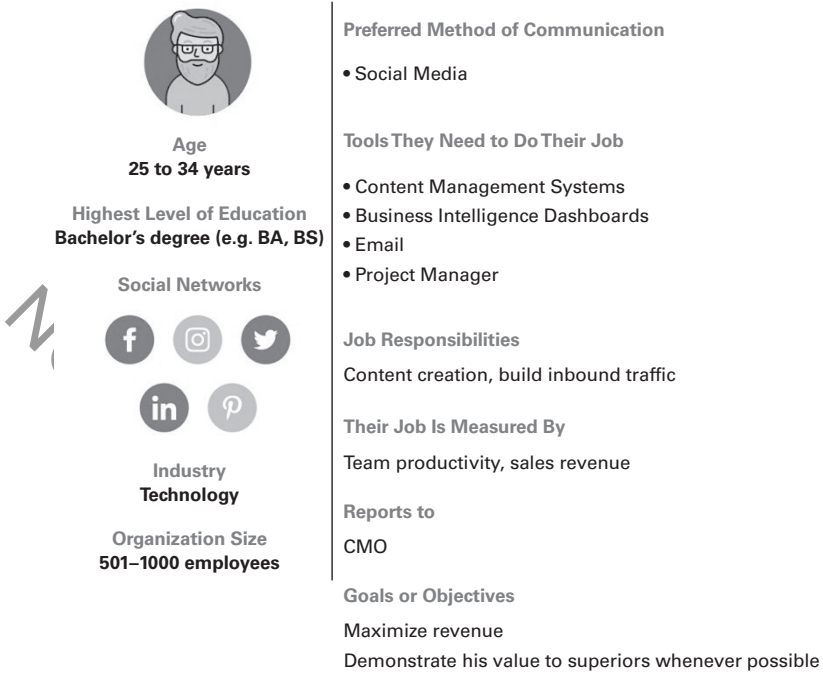 Age
25 to 34 years
Highest Level of Education
Bachelor's degree (e.g. BA, BS)
Social Networks
f
in
Industry
Technology
Organization Size
501–1000 employees
Preferred Method of Communication
• Social Media
Tools They Need to Do Their Job
• Content Management Systems
• Business Intelligence Dashboards
• Email
• Project Manager
Job Responsibilities
Content creation, build inbound traffic
Their Job Is Measured By
Team productivity, sales revenue
Reports to
CMO
Goals or Objectives
Maximize revenue
Demonstrate his value to superiors whenever possible